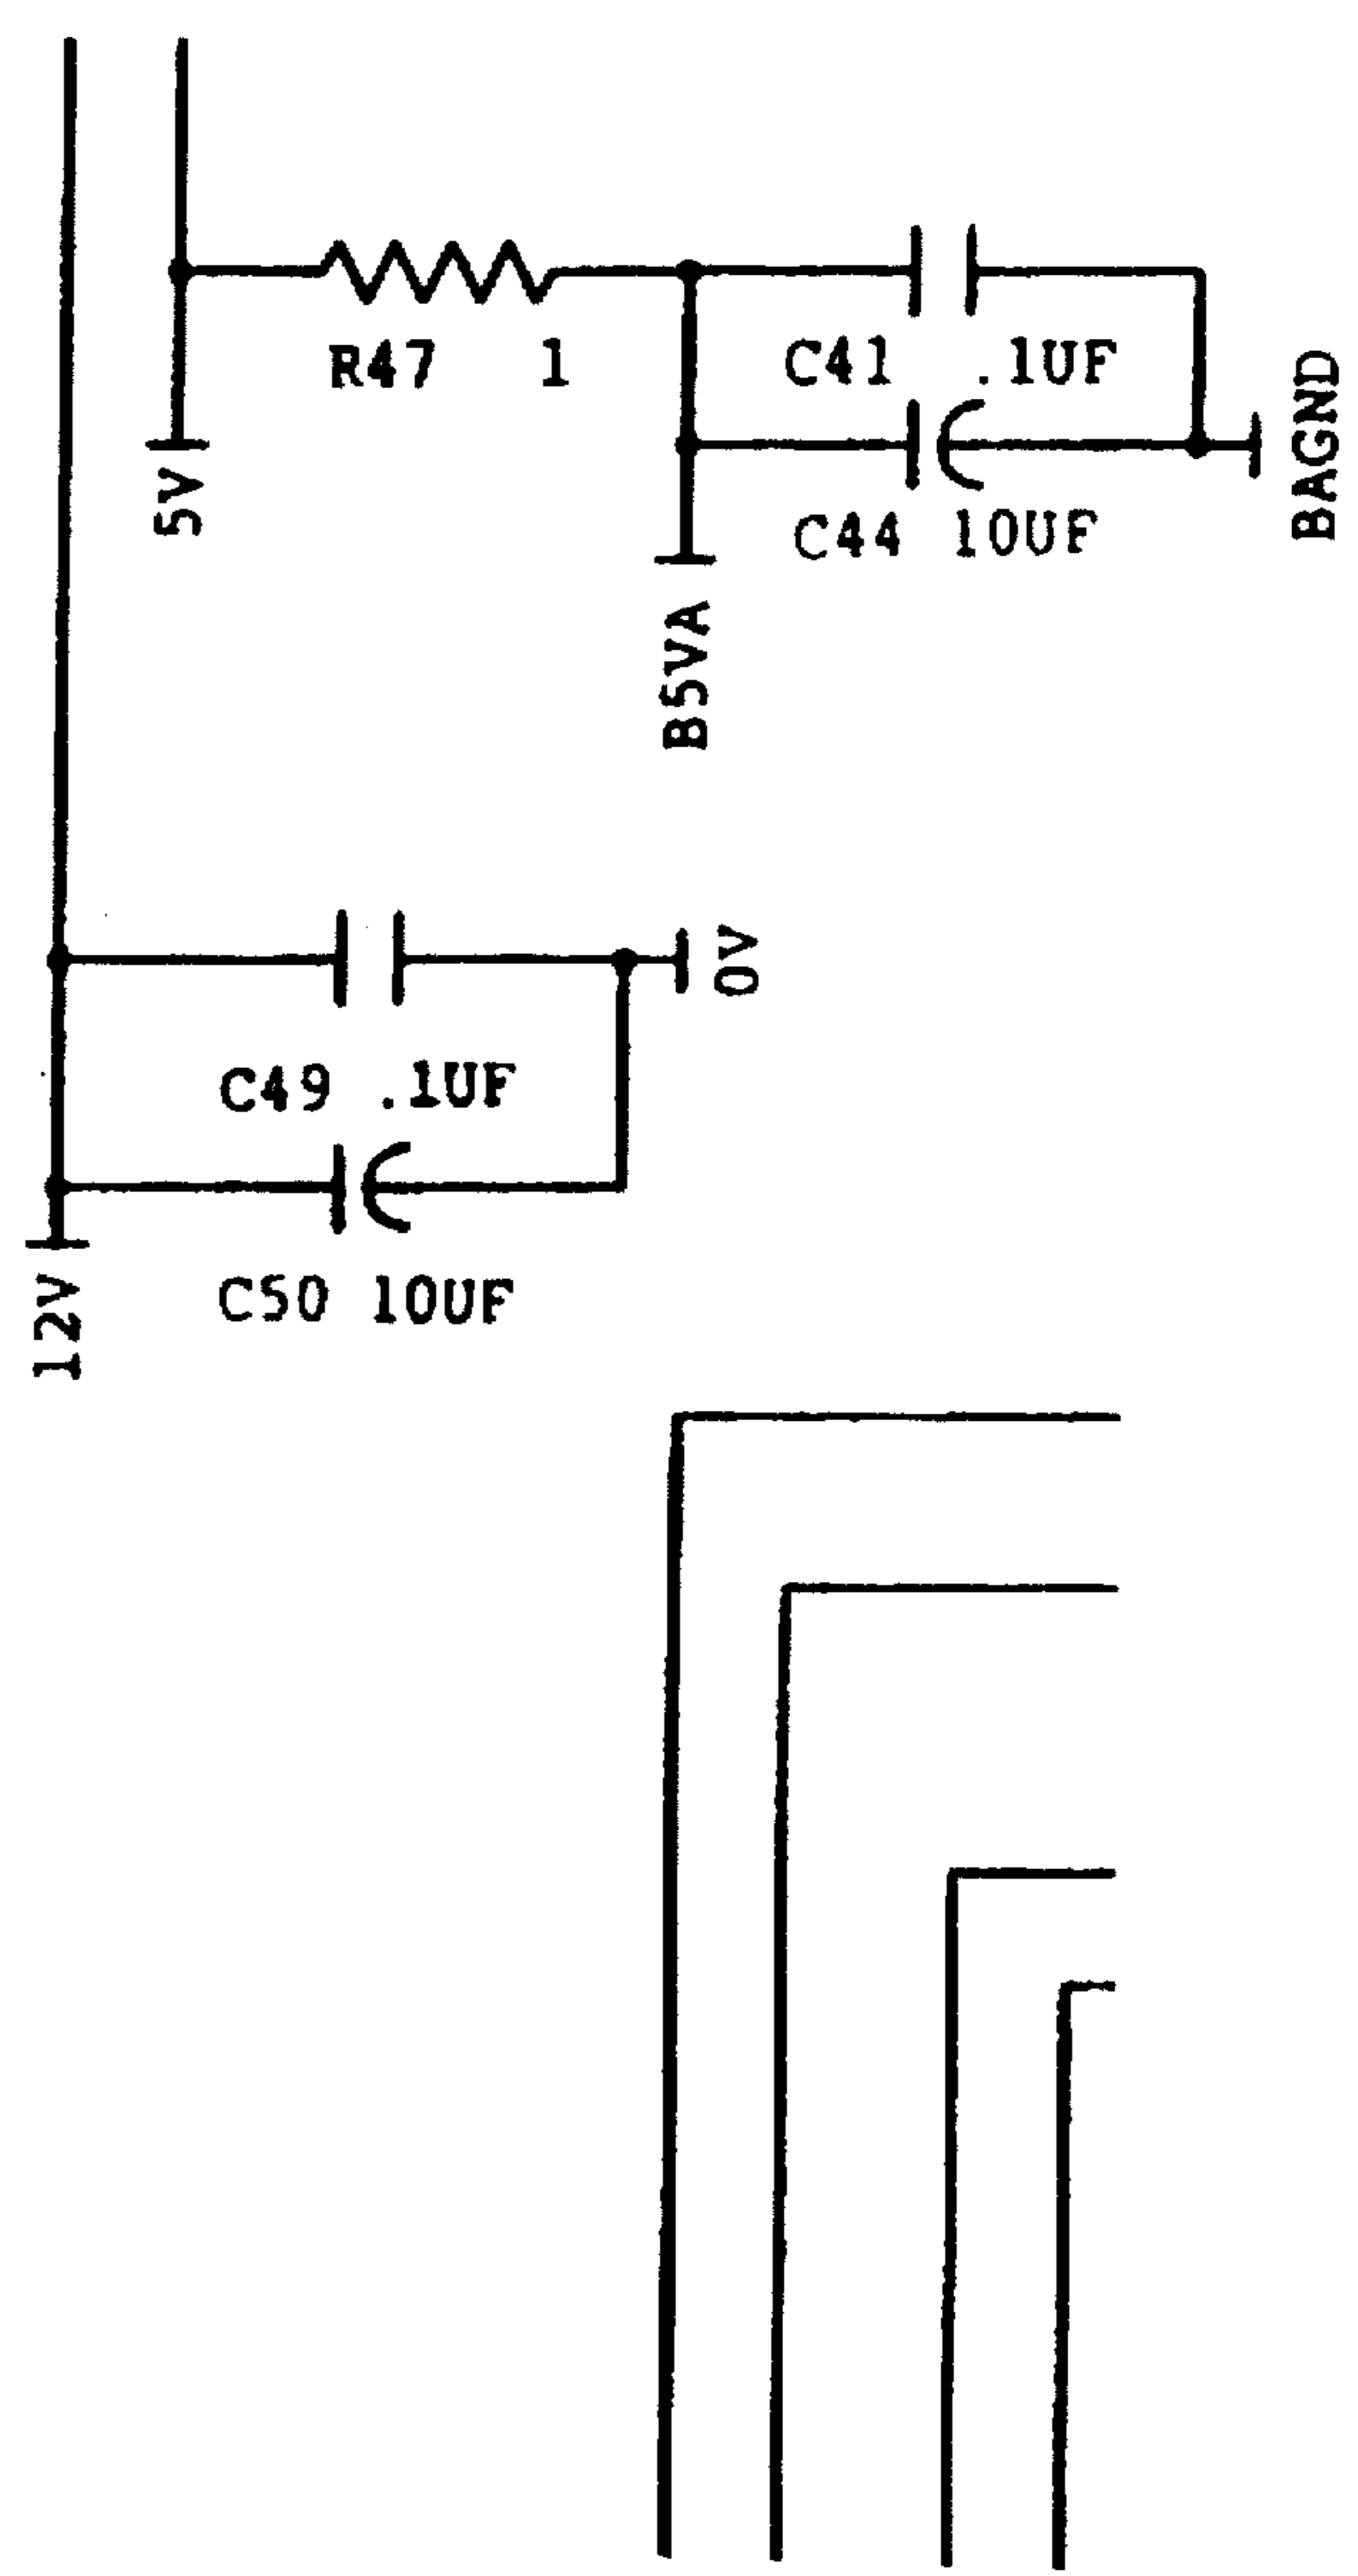 R47 1
C41 .1UF
5V
BAGND
C44 10UF
B5VA
0V
C49 .1UF
12V
C50 10UF